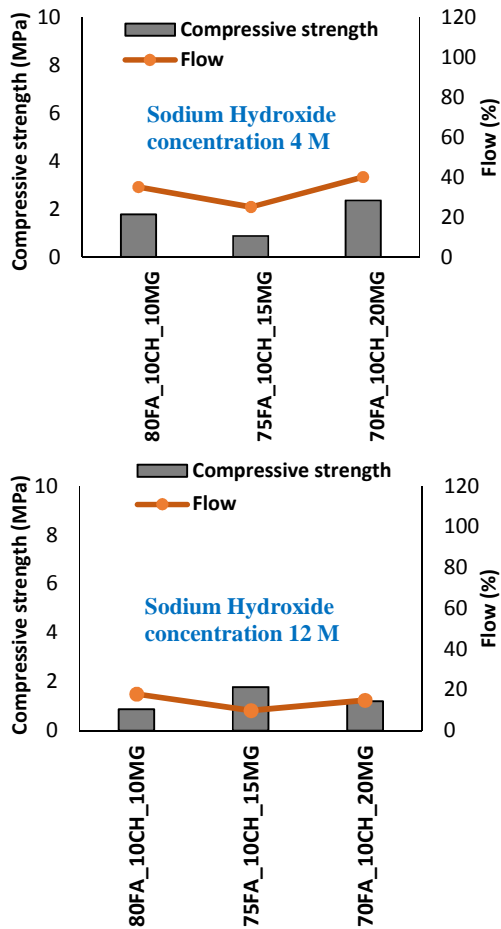 Compressive strength
Flow
Sodium Hydroxide
concentration 4 M
Compressive strength (MPa)
10
8
6
4
2
0
Flow (%)
120
100
80
60
40
20
0
80FA_10CH_10MG
75FA_10CH_15MG
70FA_10CH_20MG
Compressive strength
Flow
Sodium Hydroxide
concentration 12 M
Compressive strength (MPa)
10
8
6
4
2
0
Flow (%)
120
100
80
60
40
20
0
80FA_10CH_10MG
75FA_10CH_15MG
70FA_10CH_20MG